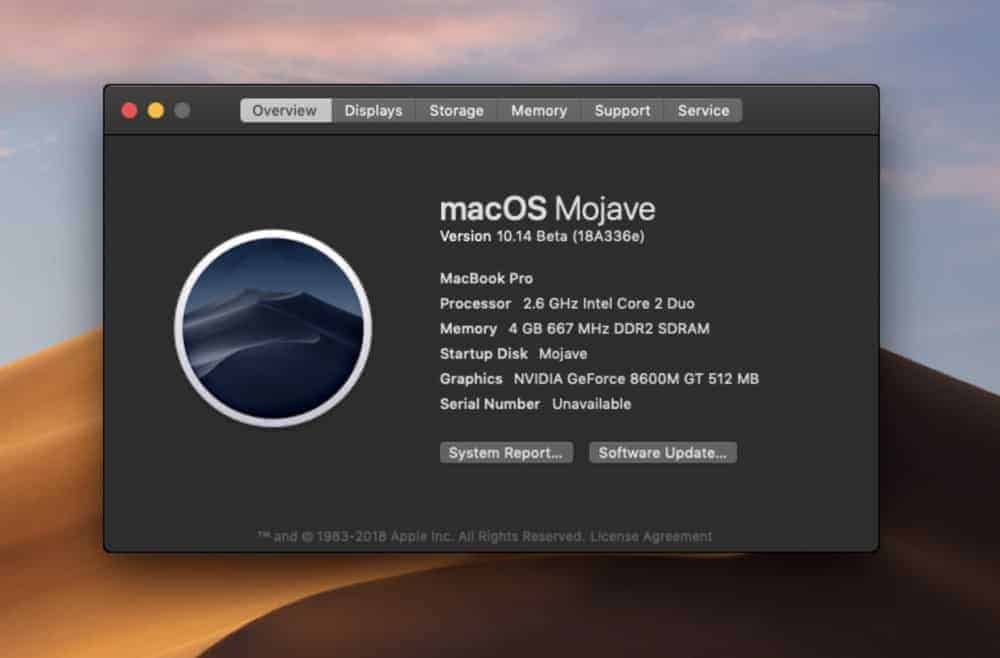 Overview Displays Storage Memory Support Service
macOS Mojave
Version 10.14 Beta (18A336e)
MacBook Pro
Processor 2.6 GHz Intel Core 2 Duo
Memory 4 GB 667 MHz DDR2 SDRAM
Startup Disk Mojave
Graphics NVIDIA GeForce 8600M GT 512 MB
Serial Number Unavailable
System Report... Software Update...
™ and © 1983-2018 Apple Inc. All Rights Reserved. License Agreement